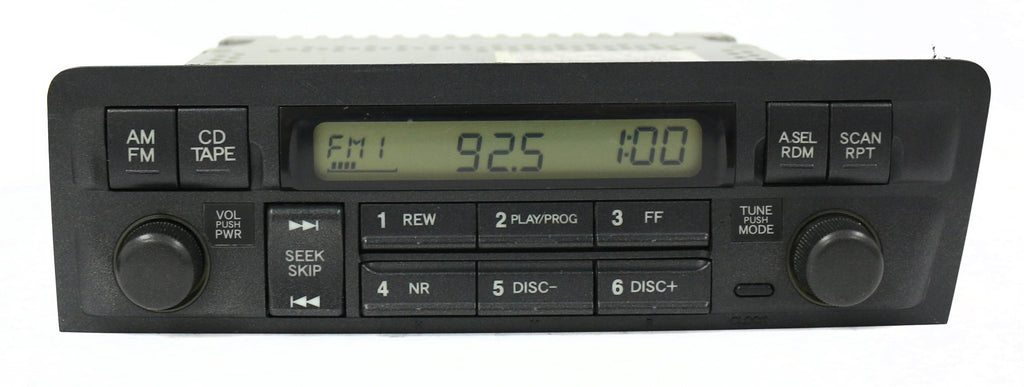 AM
FM
CD
TAPE
FM1
92.5
1:00
A.SEL
RDM
SCAN
RPT
VOL
PUSH
PWR
SEEK
SKIP
1 REW
2 PLAY/PROG
3 FF
4 NR
5 DISC-
6 DISC+
TUNE
PUSH
MODE
CLOCK